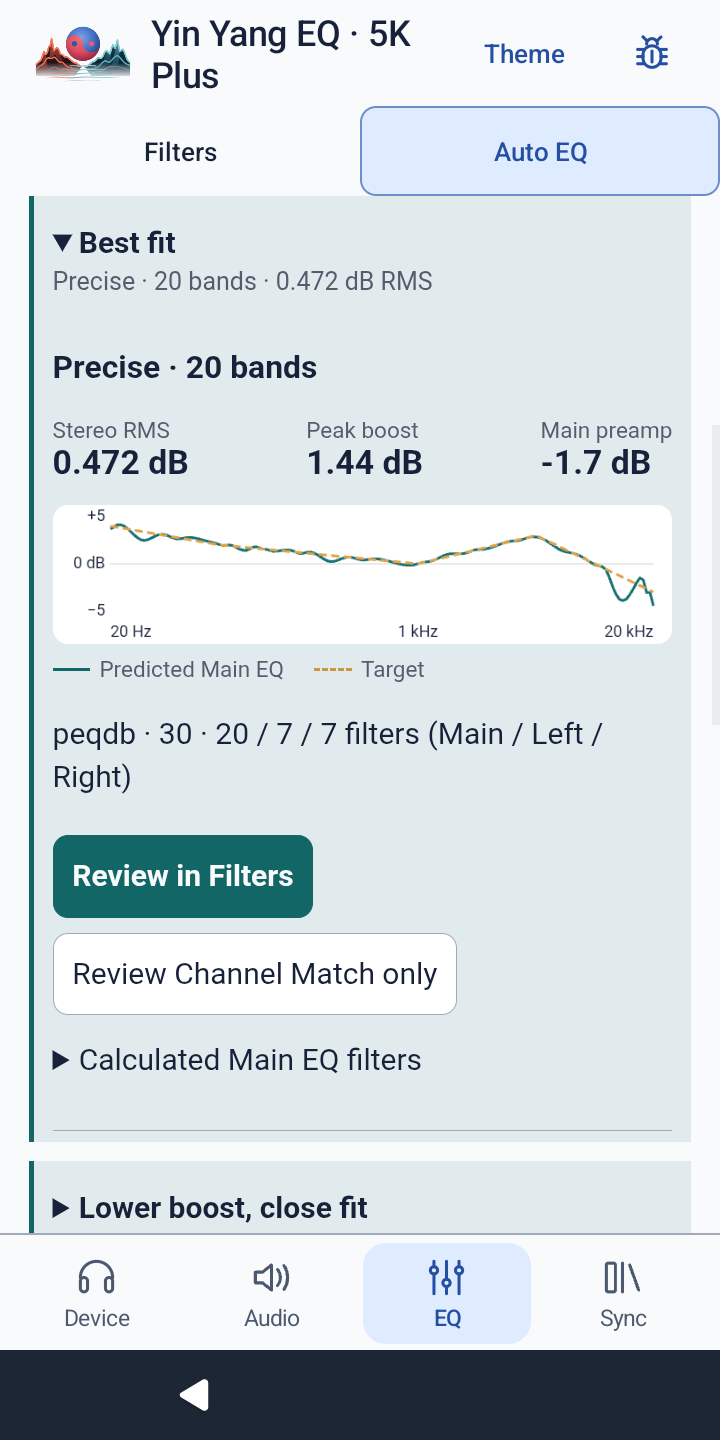 Yin Yang EQ · 5K
Plus
Theme
Filters
Auto EQ
▼ Best fit
Precise · 20 bands · 0.472 dB RMS
Precise · 20 bands
Stereo RMS
0.472 dB
Peak boost
1.44 dB
Main preamp
-1.7 dB
+5
0 dB
−5
20 Hz
1 kHz
20 kHz
Predicted Main EQ
Target
peqdb · 30 · 20 / 7 / 7 filters (Main / Left /
Right)
Review in Filters
Review Channel Match only
▶ Calculated Main EQ filters
▶ Lower boost, close fit
Device
Audio
EQ
Sync